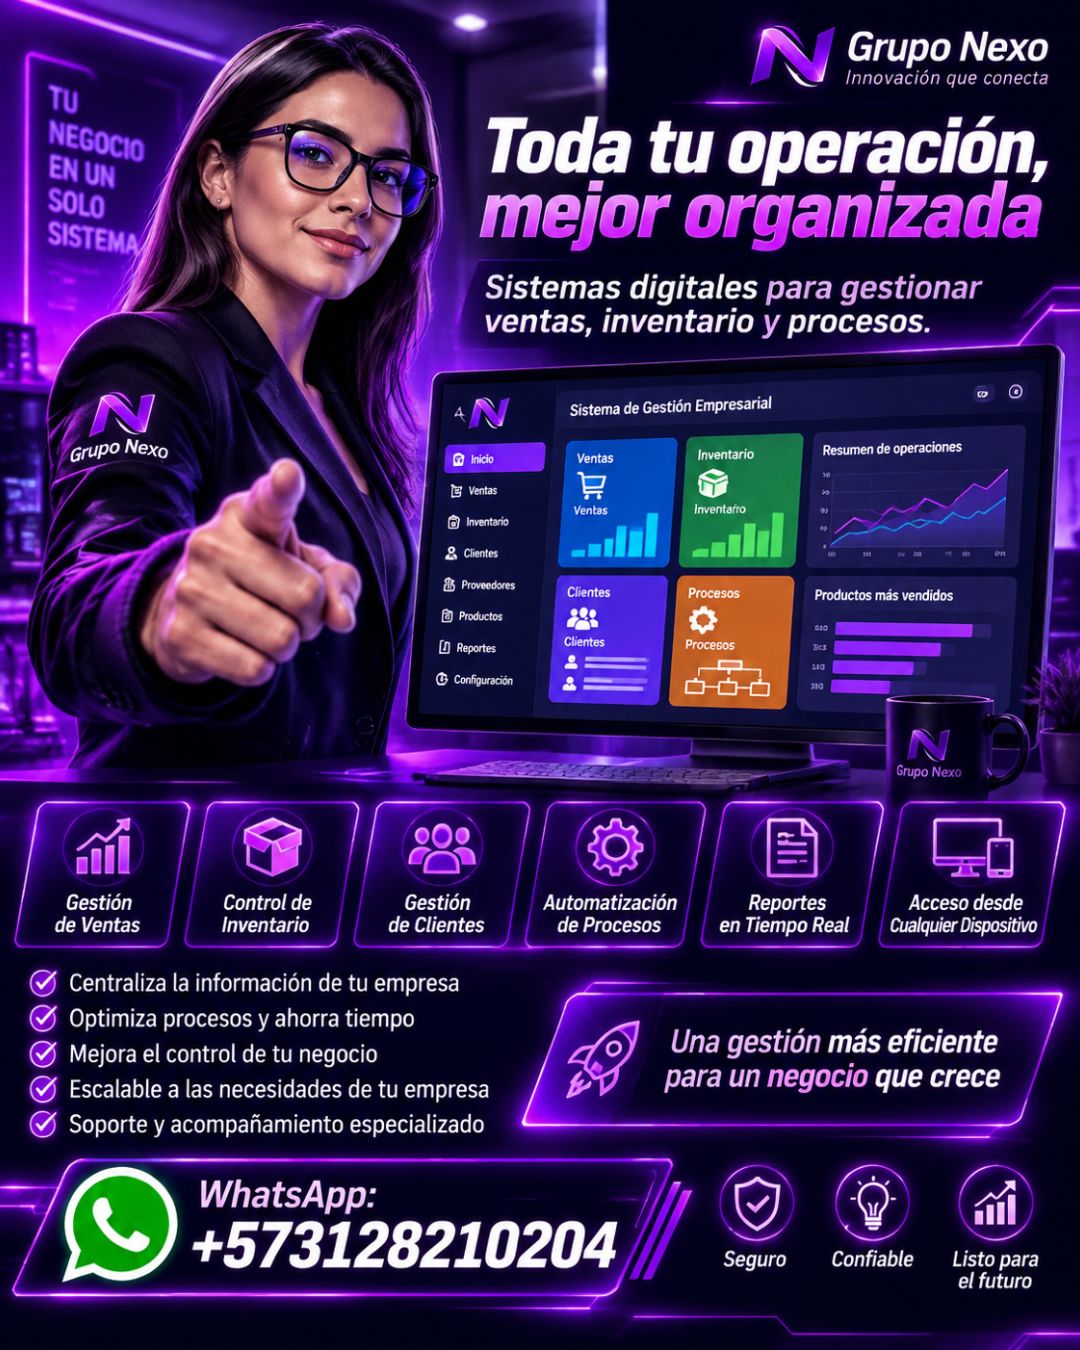 Grupo Nexo
Innovación que conecta
TU
NEGOCIO
EN UN
SOLO
SISTEMA
Toda tu operación,
mejor organizada
Sistemas digitales para gestionar
ventas, inventario y procesos.
Grupo Nexo
Sistema de Gestión Empresarial
Inicio
Ventas
Inventario
Clientes
Proveedores
Productos
Reportes
Configuración
Ventas
Ventas
Inventario
Inventario
Clientes
Clientes
Procesos
Procesos
Resumen de operaciones
Productos más vendidos
Grupo Nexo
Gestión
de Ventas
Control de
Inventario
Gestión
de Clientes
Automatización
de Procesos
Reportes
en Tiempo Real
Acceso desde
Cualquier Dispositivo
Centraliza la información de tu empresa
Optimiza procesos y ahorra tiempo
Mejora el control de tu negocio
Escalable a las necesidades de tu empresa
Soporte y acompañamiento especializado
Una gestión más eficiente
para un negocio que crece
WhatsApp:
+573128210204
Seguro
Confiable
Listo para
el futuro